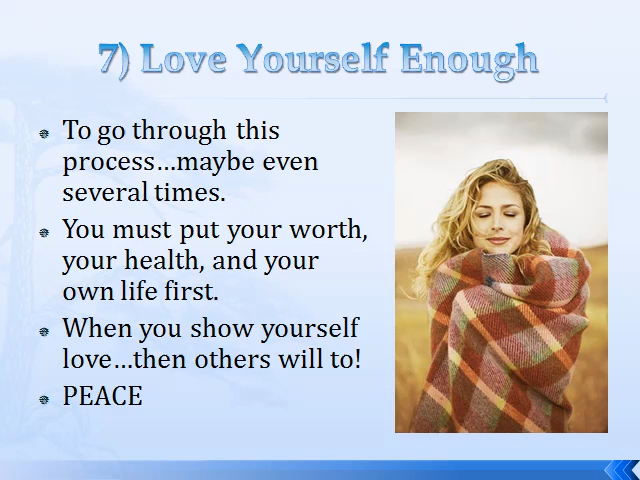 7) Love Yourself Enough
To go through this
process...maybe even
several times.
You must put your worth,
your health, and your
own life first.
When you show yourself
love...then others will to!
PEACE